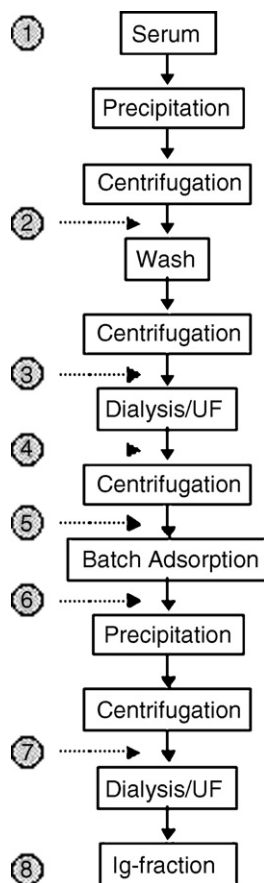 1 Serum
Precipitation
Centrifugation
2
Wash
Centrifugation
3
Dialysis/UF
4
Centrifugation
5
Batch Adsorption
6
Precipitation
Centrifugation
7
Dialysis/UF
8 Ig-fraction